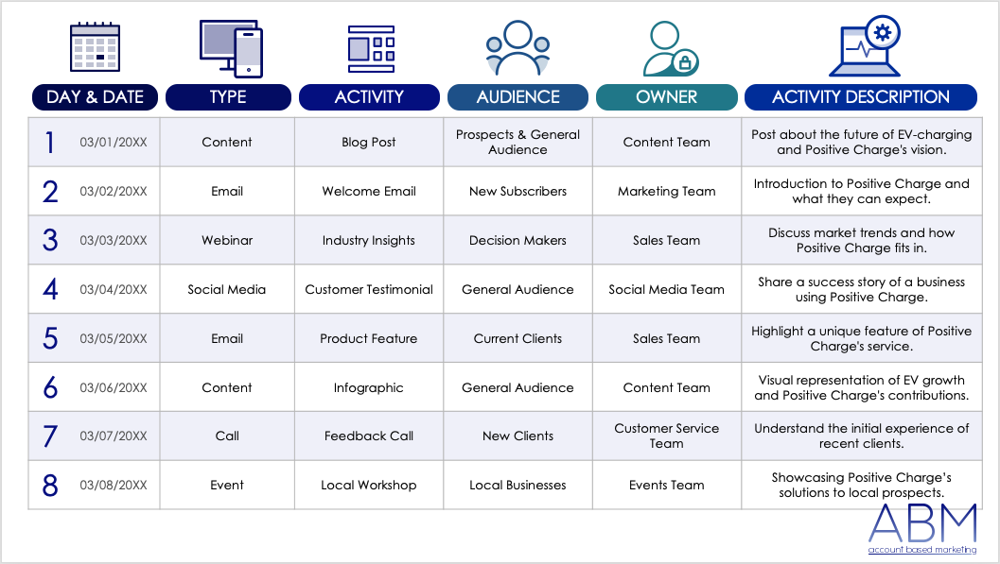 DAY & DATE TYPE ACTIVITY AUDIENCE OWNER ACTIVITY DESCRIPTION
1 03/01/20XX Content Blog Post Prospects & General Audience Content Team Post about the future of EV-charging and Positive Charge's vision.
2 03/02/20XX Email Welcome Email New Subscribers Marketing Team Introduction to Positive Charge and what they can expect.
3 03/03/20XX Webinar Industry Insights Decision Makers Sales Team Discuss market trends and how Positive Charge fits in.
4 03/04/20XX Social Media Customer Testimonial General Audience Social Media Team Share a success story of a business using Positive Charge.
5 03/05/20XX Email Product Feature Current Clients Sales Team Highlight a unique feature of Positive Charge's service.
6 03/06/20XX Content Infographic General Audience Content Team Visual representation of EV growth and Positive Charge's contributions.
7 03/07/20XX Call Feedback Call New Clients Customer Service Team Understand the initial experience of recent clients.
8 03/08/20XX Event Local Workshop Local Businesses Events Team Showcasing Positive Charge’s solutions to local prospects.
ABM
account based marketing